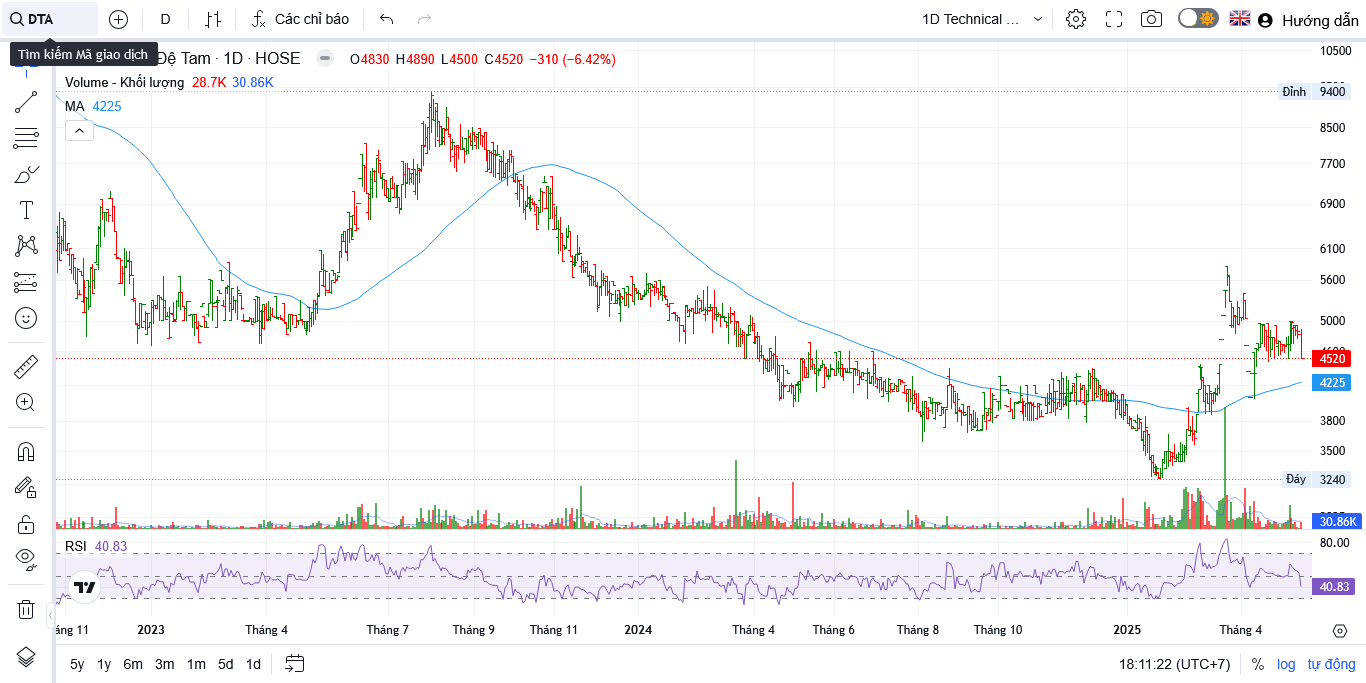 DTA
D
Các chỉ báo
1D Technical ...
Hướng dẫn
Tìm kiếm Mã giao dịch
Đệ Tam · 1D · HOSE
O4830 H4890 L4500 C4520 −310 (−6.42%)
Volume - Khối lượng 28.7K 30.86K
MA 4225
10500
Đỉnh 9400
8500
7700
6900
6100
5600
5000
4520
4225
3800
3500
Đáy 3240
30.86K
RSI 40.83
80.00
40.83
áng 11 2023 Tháng 4 Tháng 7 Tháng 9 Tháng 11 2024 Tháng 4 Tháng 6 Tháng 8 Tháng 10 2025 Tháng 4
5y 1y 6m 3m 1m 5d 1d
18:11:22 (UTC+7) % log tự động